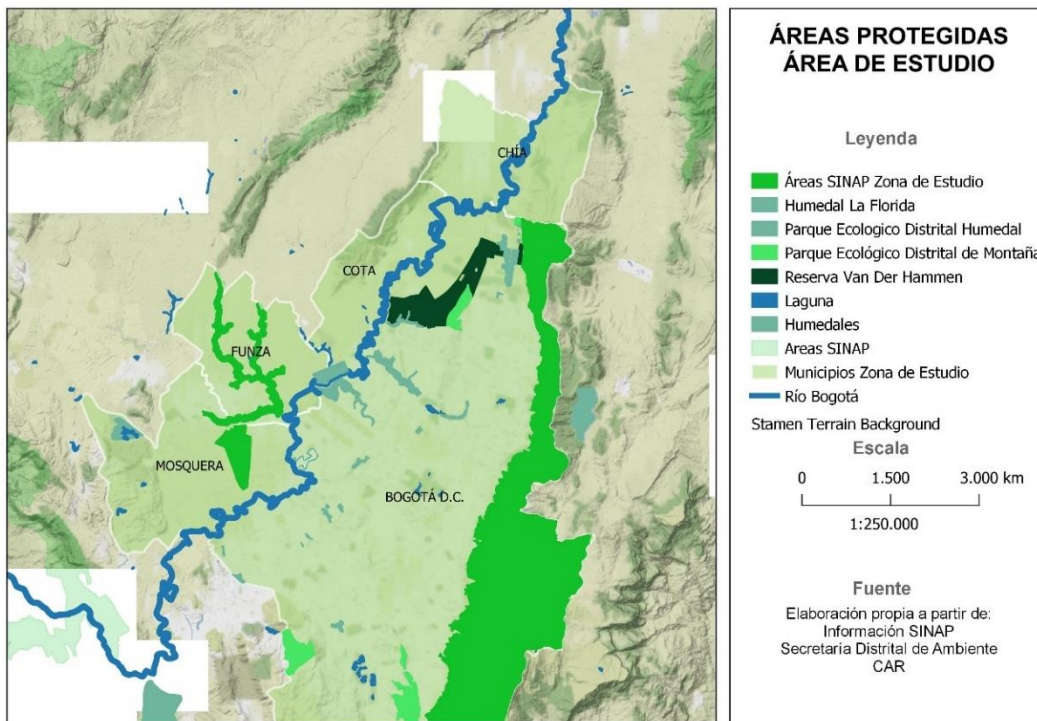 CHÍA
COTA
FUNZA
MOSQUERA
BOGOTÁ D.C.
ÁREAS PROTEGIDAS
ÁREA DE ESTUDIO
Leyenda
Áreas SINAP Zona de Estudio
Humedal La Florida
Parque Ecologico Distrital Humedal
Parque Ecológico Distrital de Montaña
Reserva Van Der Hammen
Laguna
Humedales
Areas SINAP
Municipios Zona de Estudio
Río Bogotá
Stamen Terrain Background
Escala
0 1.500 3.000 km
1:250.000
Fuente
Elaboración propia a partir de:
Información SINAP
Secretaría Distrital de Ambiente
CAR